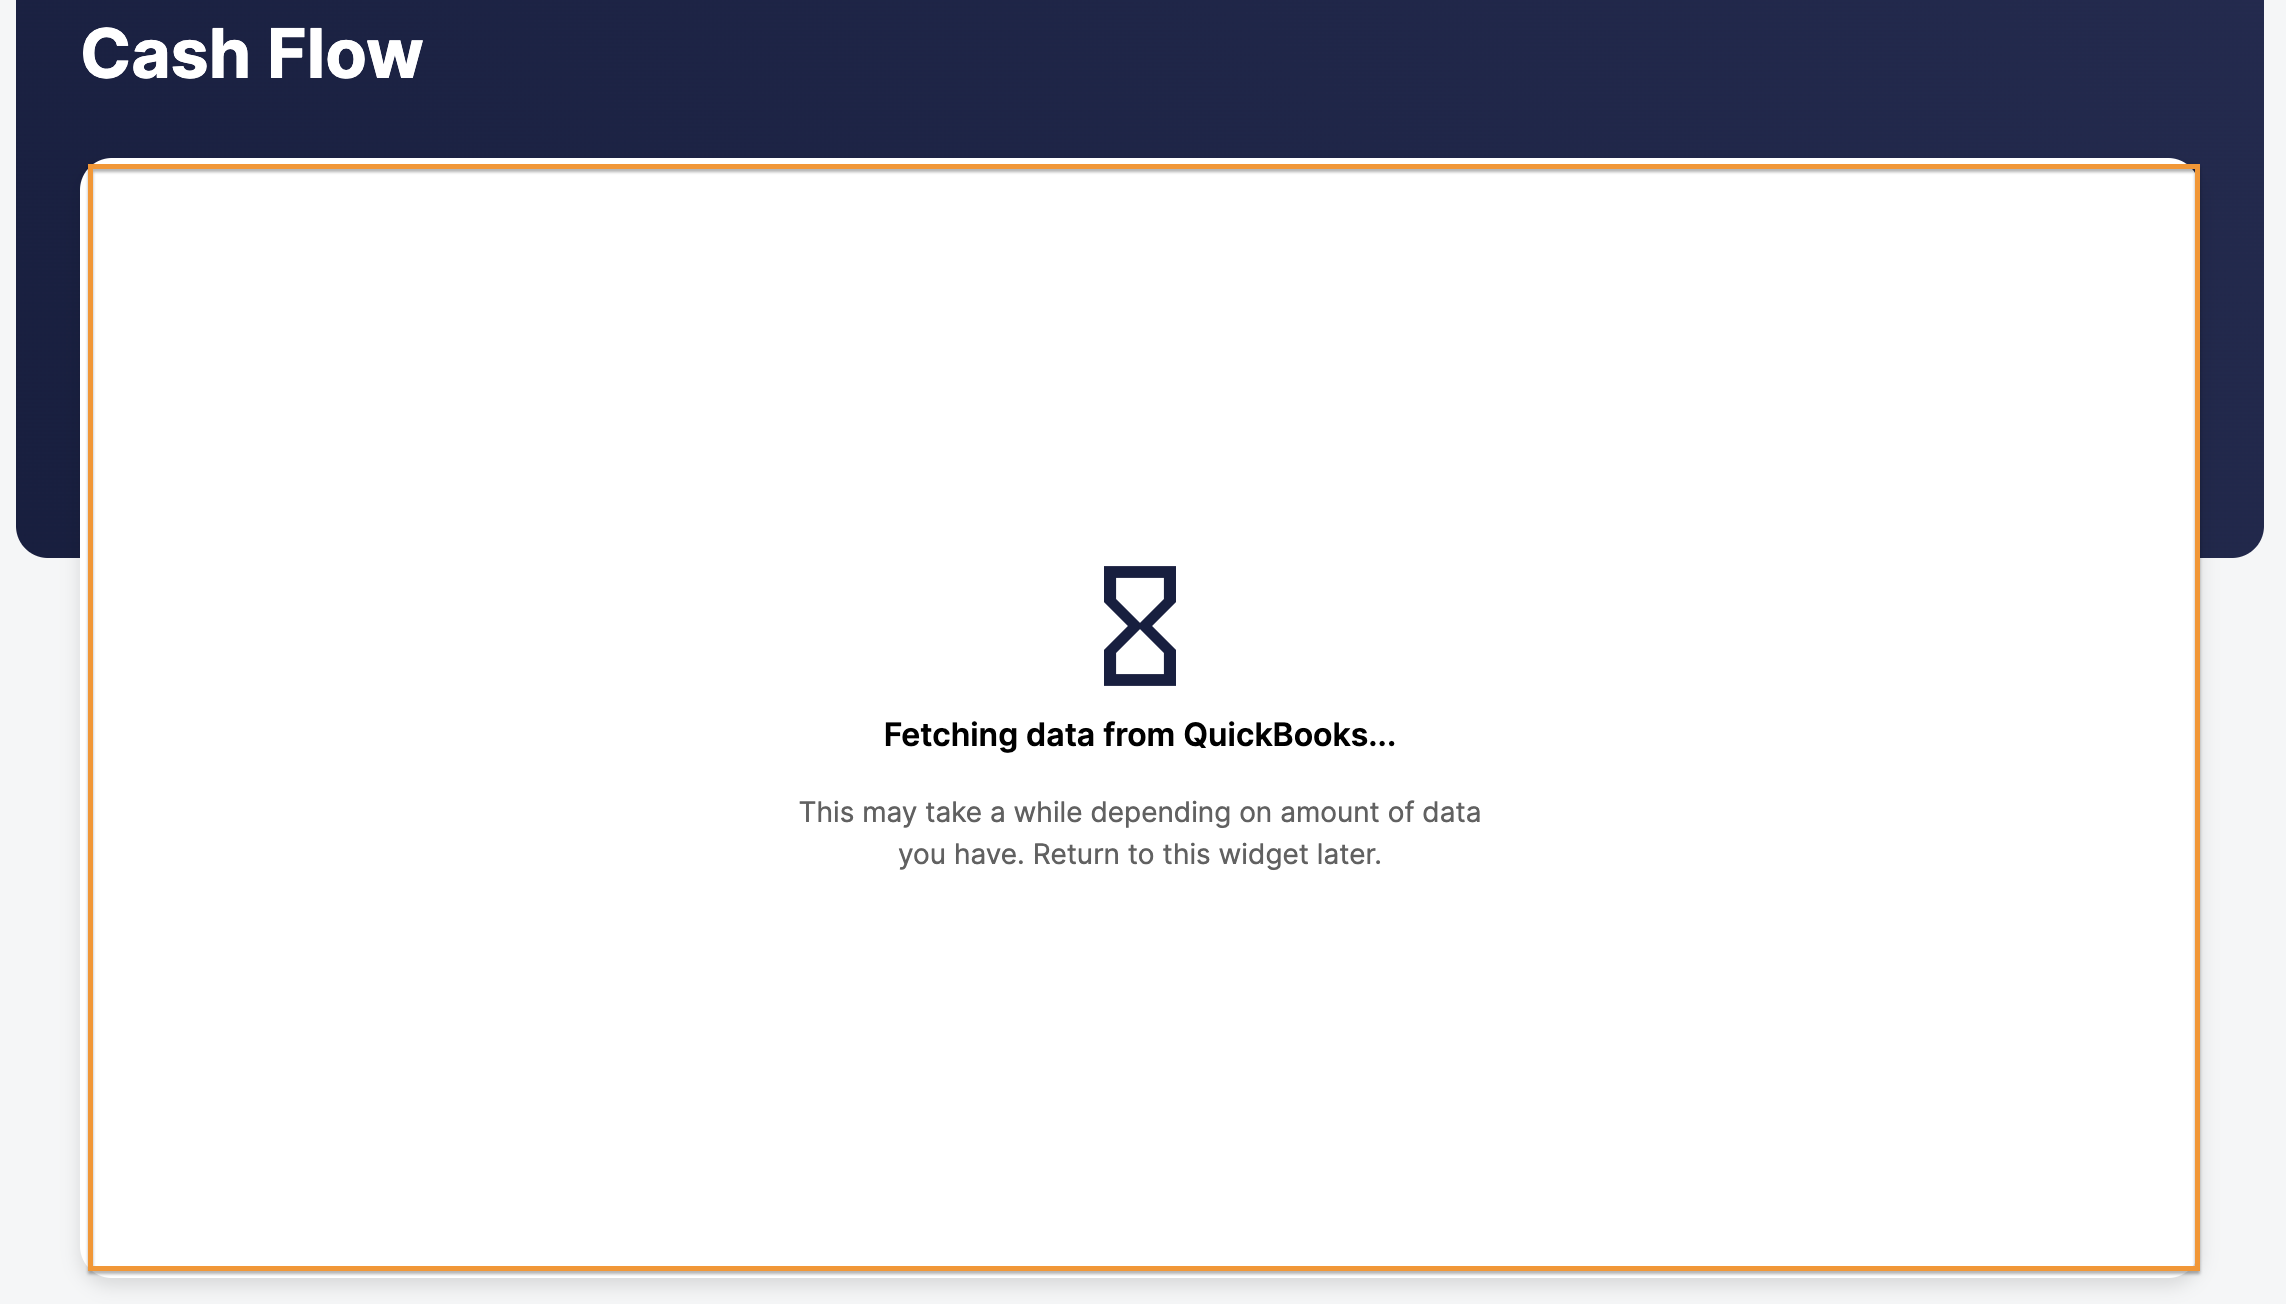 Cash Flow
Fetching data from QuickBooks...
This may take a while depending on amount of data
you have. Return to this widget later.